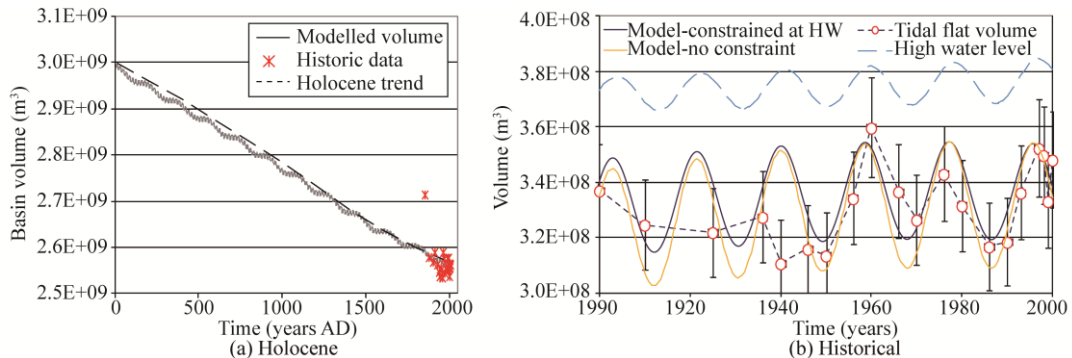 3.1E+09
3.0E+09
2.9E+09
2.8E+09
2.7E+09
2.6E+09
2.5E+09
Basin volume (m³)
Modelled volume
Historic data
Holocene trend
0 500 1000 1500 2000
Time (years AD)
(a) Holocene
4.0E+08
3.8E+08
3.6E+08
3.4E+08
3.2E+08
3.0E+08
Volume (m³)
Model-constrained at HW
Tidal flat volume
Model-no constraint
High water level
1990 1920 1940 1960 1980 2000
Time (years)
(b) Historical